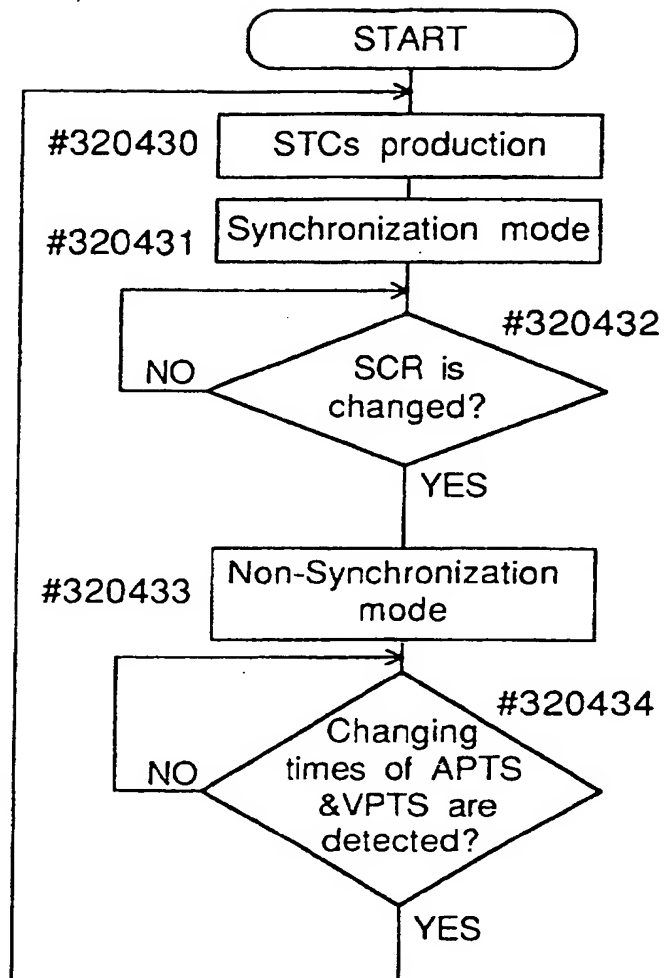 START
#320430
STCs production
#320431
Synchronization mode
#320432
SCR is
changed?
NO
YES
#320433
Non-Synchronization
mode
#320434
Changing
times of APTS
&VPTS are
detected?
NO
YES